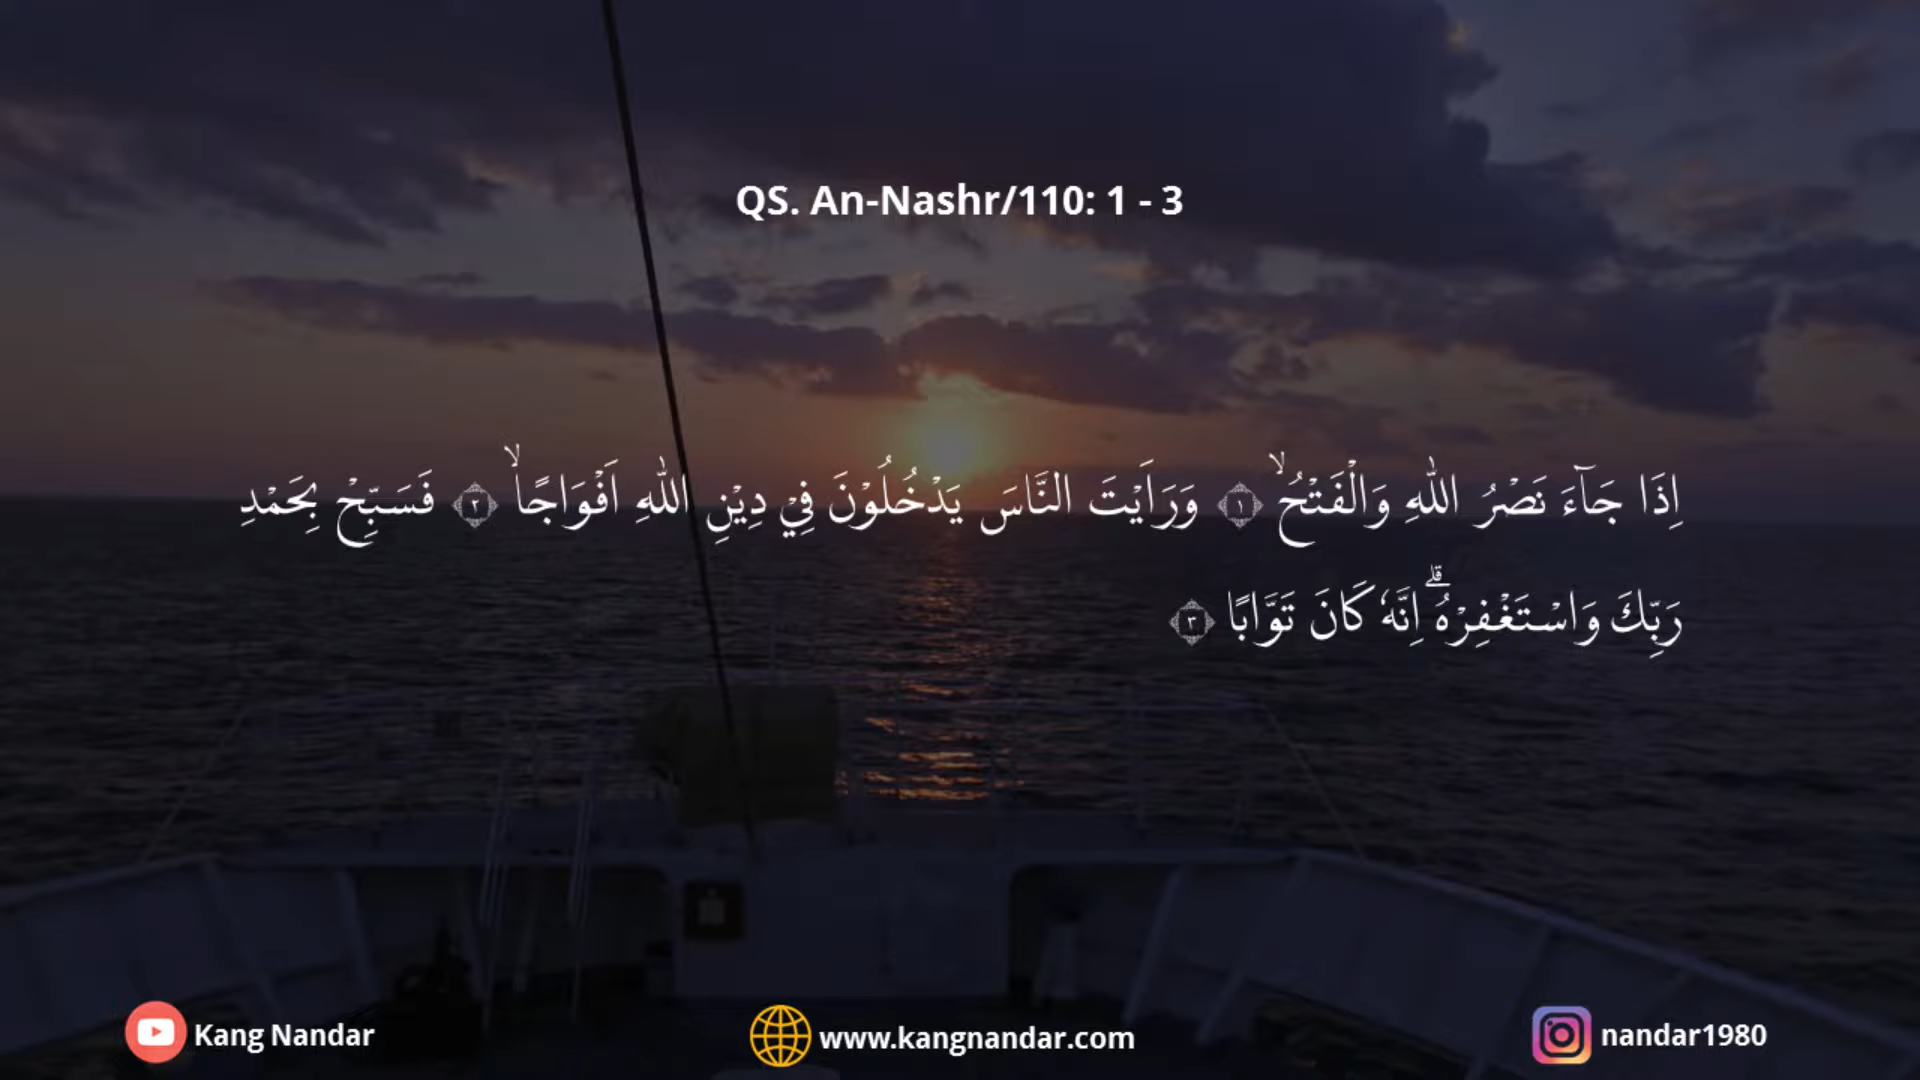 QS. An-Nashr/110: 1 - 3
اِذَا جَاۤءَ نَصْرُ اللّٰهِ وَالْفَتْحُۙ ١ وَرَاَيْتَ النَّاسَ يَدْخُلُوْنَ فِيْ دِيْنِ اللّٰهِ اَفْوَاجًاۙ ٢ فَسَبِّحْ بِحَمْدِ
رَبِّكَ وَاسْتَغْفِرْهُۗ اِنَّهٗ كَانَ تَوَّابًا ٣
Kang Nandar
www.kangnandar.com
nandar1980